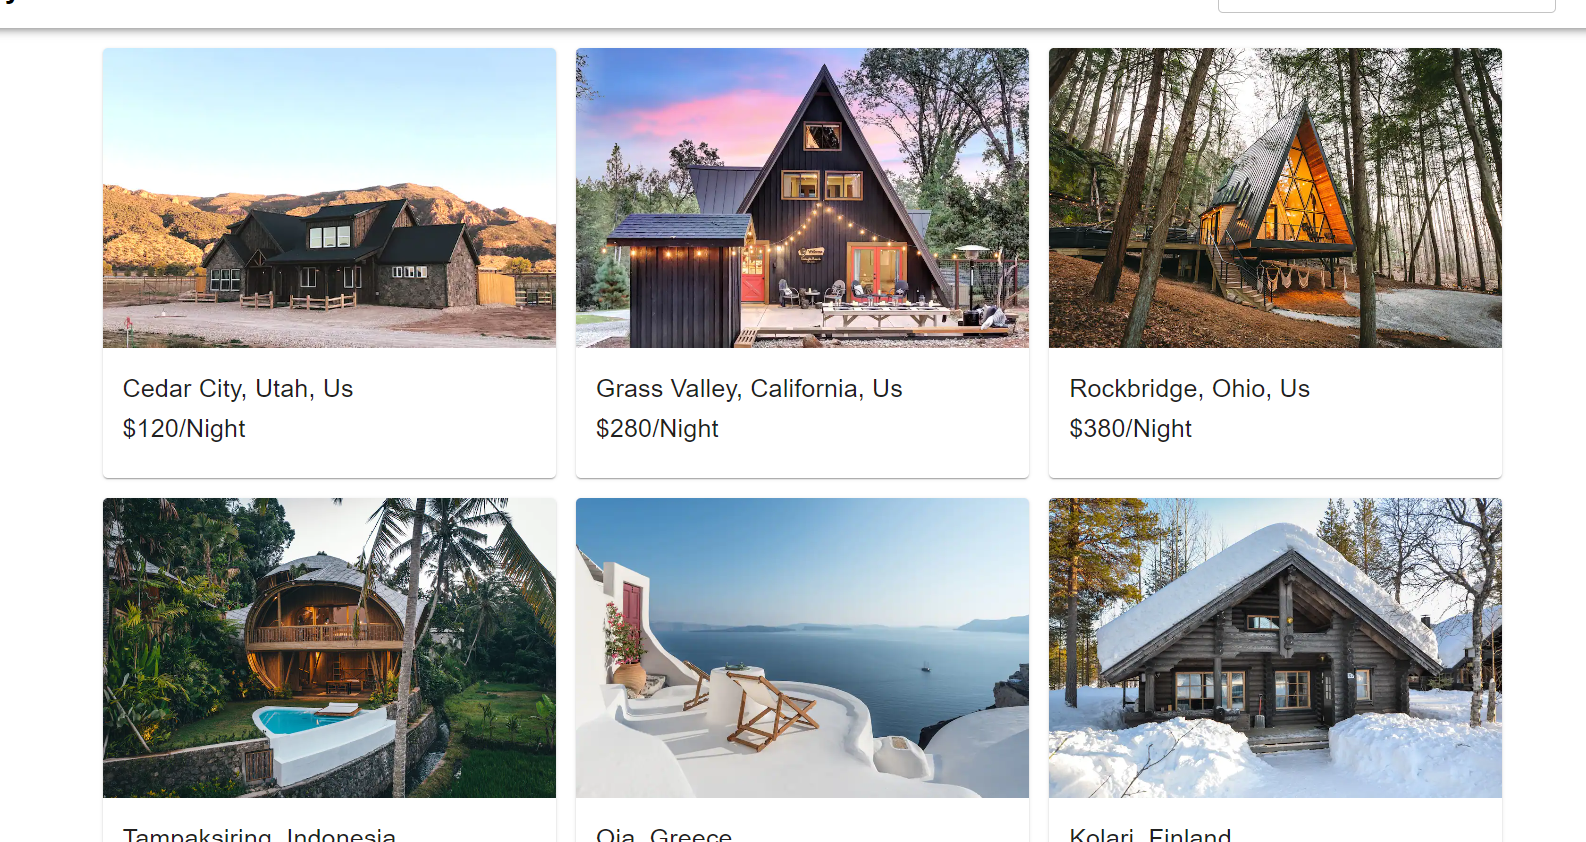 Cedar City, Utah, Us
$120/Night
Grass Valley, California, Us
$280/Night
Rockbridge, Ohio, Us
$380/Night
Tampaksiring, Indonesia
Oia, Greece
Kolari, Finland